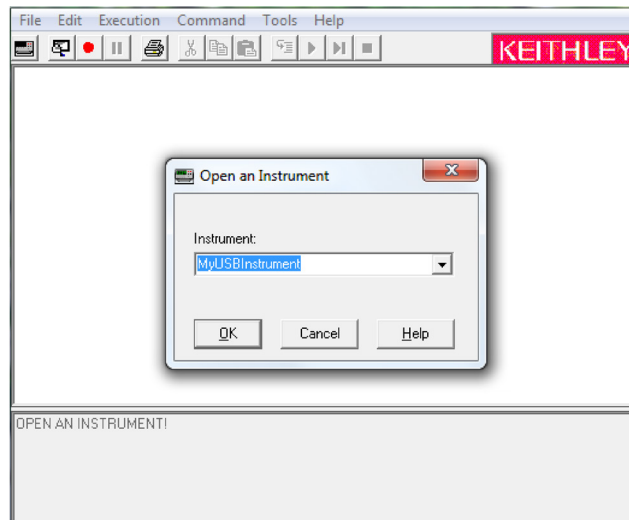 File Edit Execution Command Tools Help
KEITHLEY
Open an Instrument
Instrument:
MyUSBInstrument
OK Cancel Help
OPEN AN INSTRUMENT!